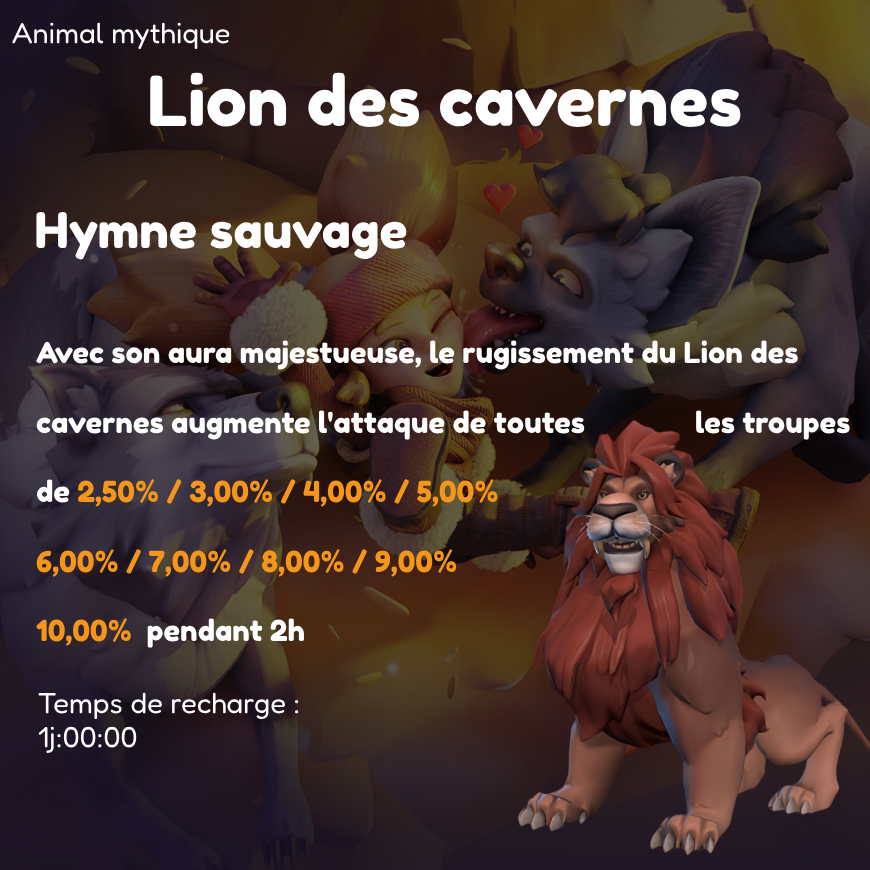 Animal mythique
Lion des cavernes
Hymne sauvage
Avec son aura majestueuse, le rugissement du Lion des
cavernes augmente l'attaque de toutes les troupes
de 2,50% / 3,00% / 4,00% / 5,00%
6,00% / 7,00% / 8,00% / 9,00%
10,00% pendant 2h
Temps de recharge :
1j:00:00